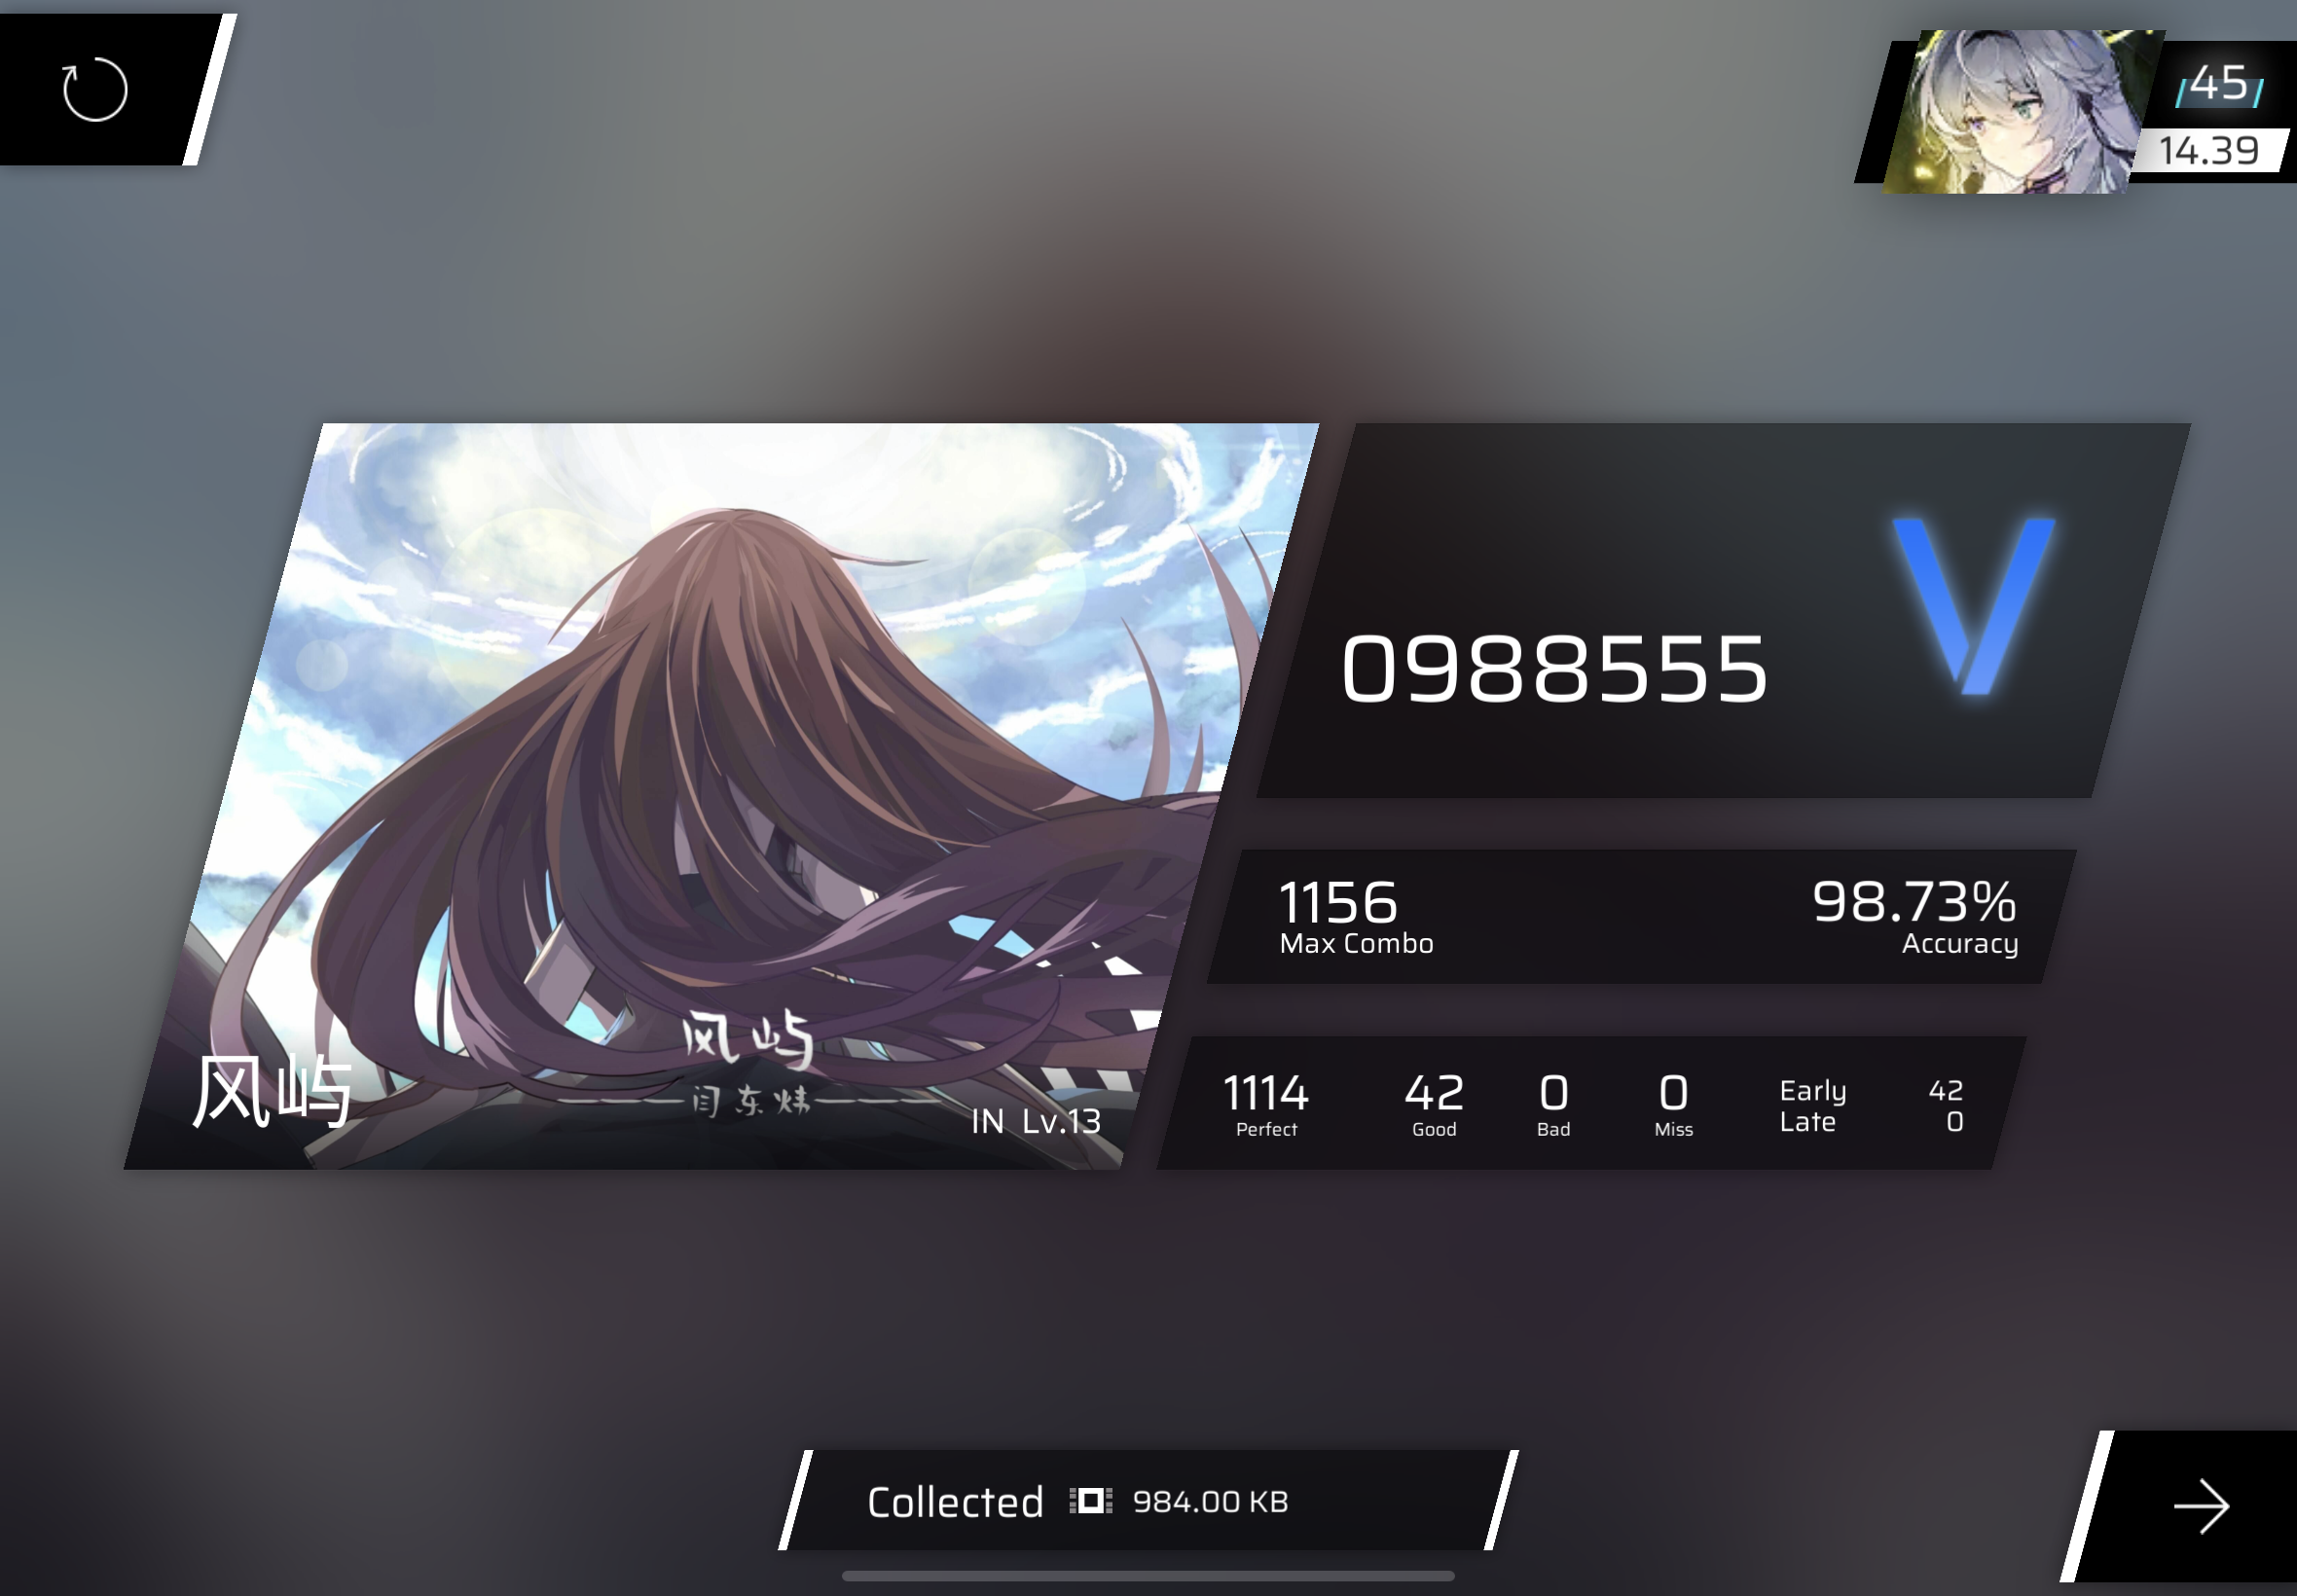 45
14.39
0988555
V
1156
Max Combo
98.73%
Accuracy
风屿
闫东炜
风屿
IN Lv.13
1114
Perfect
42
Good
0
Bad
0
Miss
Early 42
Late 0
Collected 984.00 KB